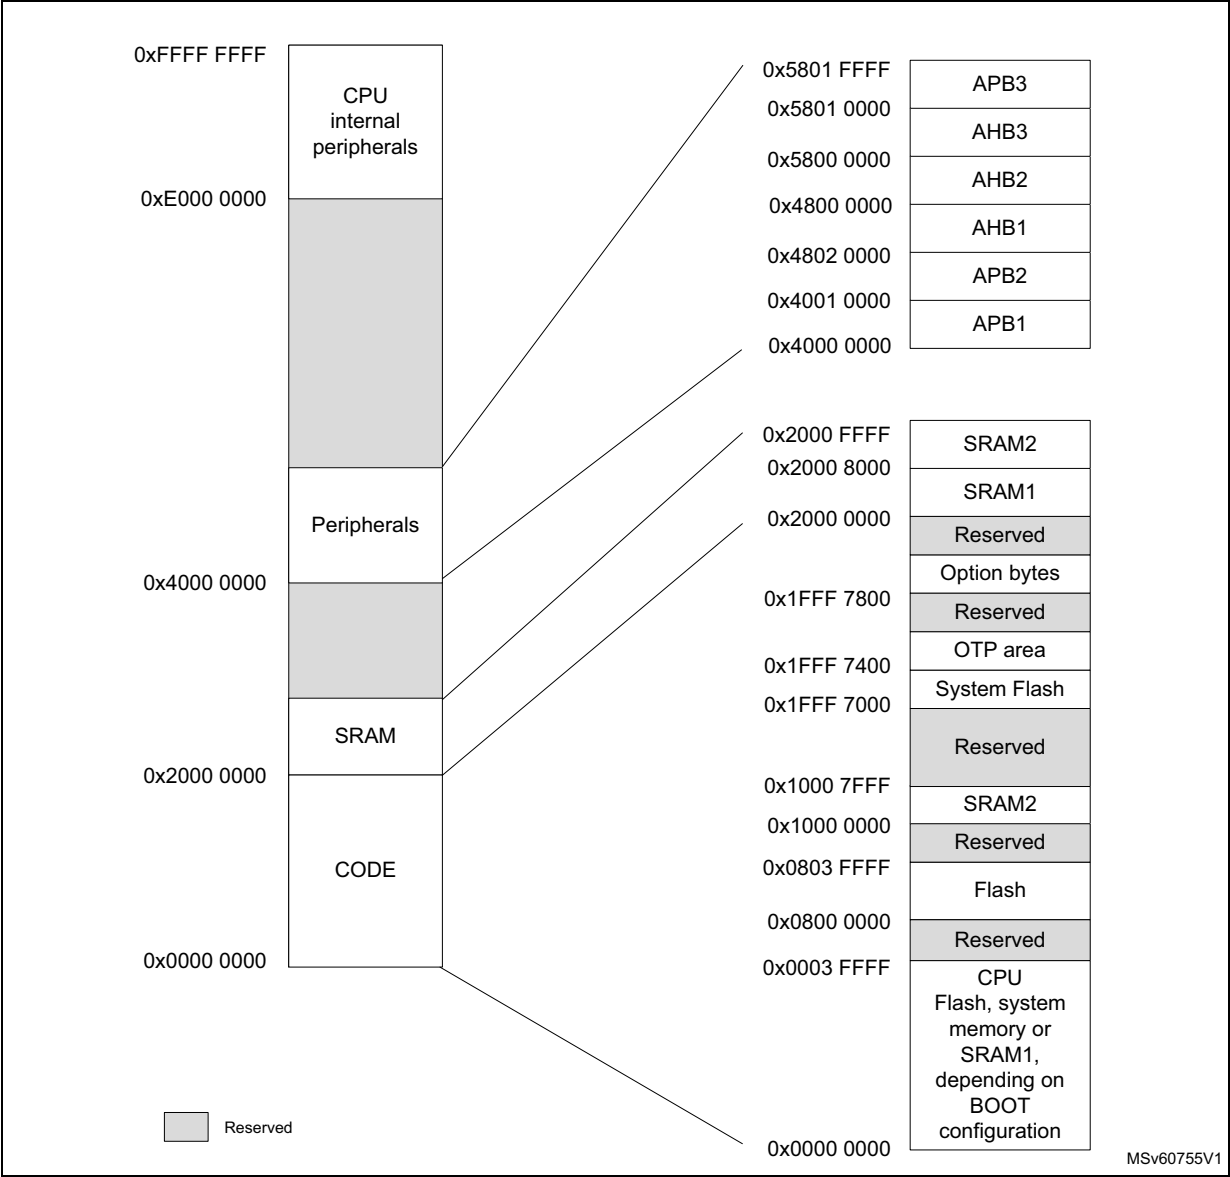 0xFFFF FFFF
CPU
internal
peripherals
0xE000 0000
Peripherals
0x4000 0000
SRAM
0x2000 0000
CODE
0x0000 0000
Reserved
0x5801 FFFF
APB3
0x5801 0000
AHB3
0x5800 0000
AHB2
0x4800 0000
AHB1
0x4802 0000
APB2
0x4001 0000
APB1
0x4000 0000
0x2000 FFFF
SRAM2
0x2000 8000
SRAM1
0x2000 0000
Reserved
Option bytes
0x1FFF 7800
Reserved
OTP area
0x1FFF 7400
System Flash
0x1FFF 7000
Reserved
0x1000 7FFF
SRAM2
0x1000 0000
Reserved
0x0803 FFFF
Flash
0x0800 0000
Reserved
0x0003 FFFF
CPU
Flash, system
memory or
SRAM1,
depending on
BOOT
configuration
0x0000 0000
MSv60755V1